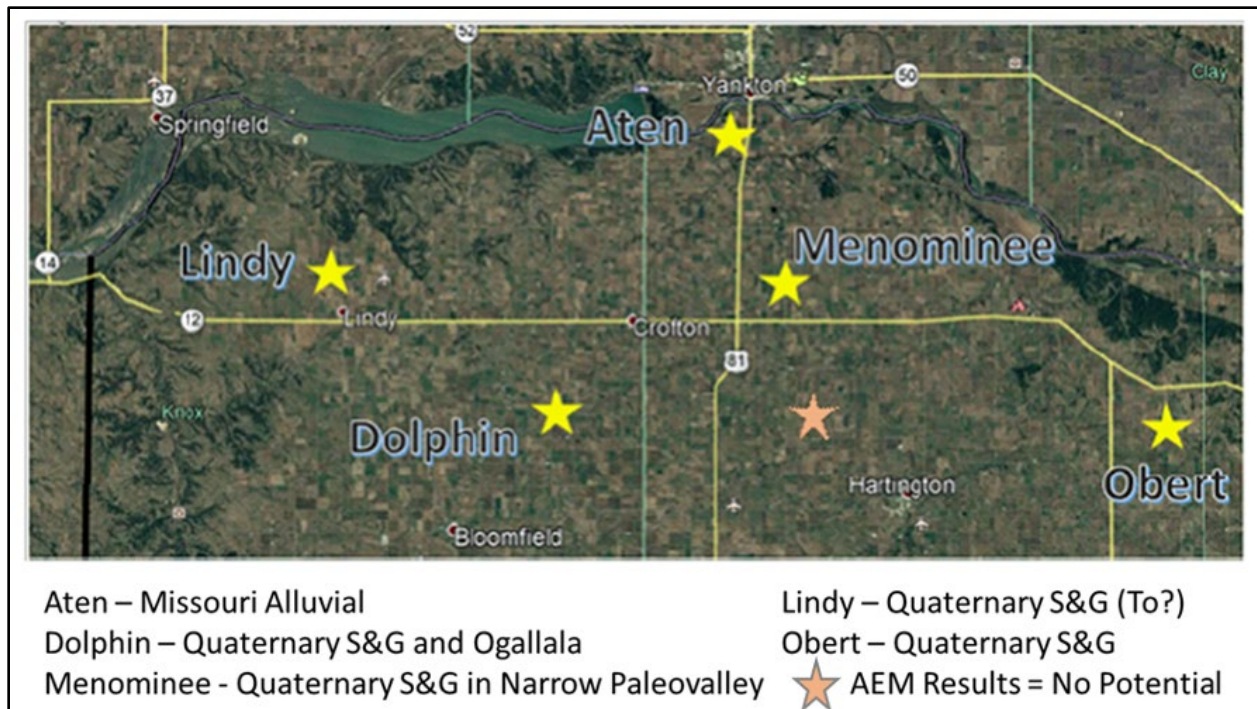 52
37
Yankton
50
Clay
Springfield
Aten
14
Lindy
Menominee
Lindy
12
Crofton
81
Knox
Dolphin
Hartington
Obert
Bloomfield
Aten – Missouri Alluvial
Lindy – Quaternary S&G (To?)
Dolphin – Quaternary S&G and Ogallala
Obert – Quaternary S&G
Menominee - Quaternary S&G in Narrow Paleovalley
AEM Results = No Potential